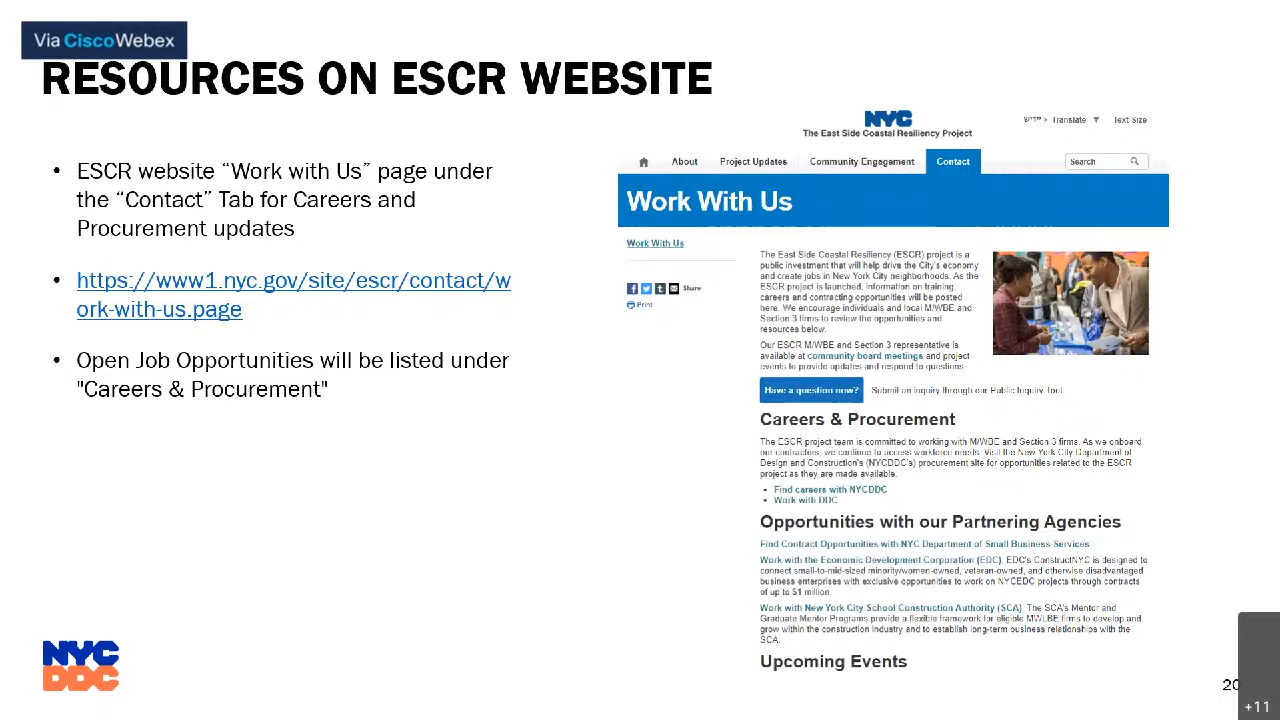 Via CiscoWebex
RESOURCES ON ESCR WEBSITE
• ESCR website “Work with Us” page under
the “Contact” Tab for Careers and
Procurement updates
• https://www1.nyc.gov/site/escr/contact/w
ork-with-us.page
• Open Job Opportunities will be listed under
"Careers & Procurement"
NYC
DDC
NYC
The East Side Coastal Resiliency Project
Translate ▼ Text Size
About Project Updates Community Engagement Contact Search
Work With Us
Work With Us
Share
Print
The East Side Coastal Resiliency (ESCR) project is a
public investment that will help drive the City's economy
and create jobs in New York City neighborhoods. As the
ESCR project is launched, information on training,
careers and contracting opportunities will be posted
here. We encourage individuals and local M/WBE and
Section 3 firms to review the opportunities and
resources below.
Our ESCR M/WBE and Section 3 representative is
available at community board meetings and project
events to provide updates and respond to questions
Have a question now? Submit an inquiry through our Public Inquiry Tool
Careers & Procurement
The ESCR project team is committed to working with M/WBE and Section 3 firms. As we onboard
our contractors, we continue to access workforce needs. Visit the New York City Department of
Design and Construction's (NYCDDC's) procurement site for opportunities related to the ESCR
project as they are made available.
• Find careers with NYCDDC
• Work with DDC
Opportunities with our Partnering Agencies
Find Contract Opportunities with NYC Department of Small Business Services
Work with the Economic Development Corporation (EDC). EDC's ConstructNYC is designed to
connect small-to-mid-sized minority/women-owned, veteran-owned, and otherwise disadvantaged
business enterprises with exclusive opportunities to work on NYCEDC projects through contracts
of up to $1 million.
Work with New York City School Construction Authority (SCA). The SCA's Mentor and
Graduate Mentor Programs provide a flexible framework for eligible MWLBE firms to develop and
grow within the construction industry and to establish long-term business relationships with the
SCA.
Upcoming Events
20
+11